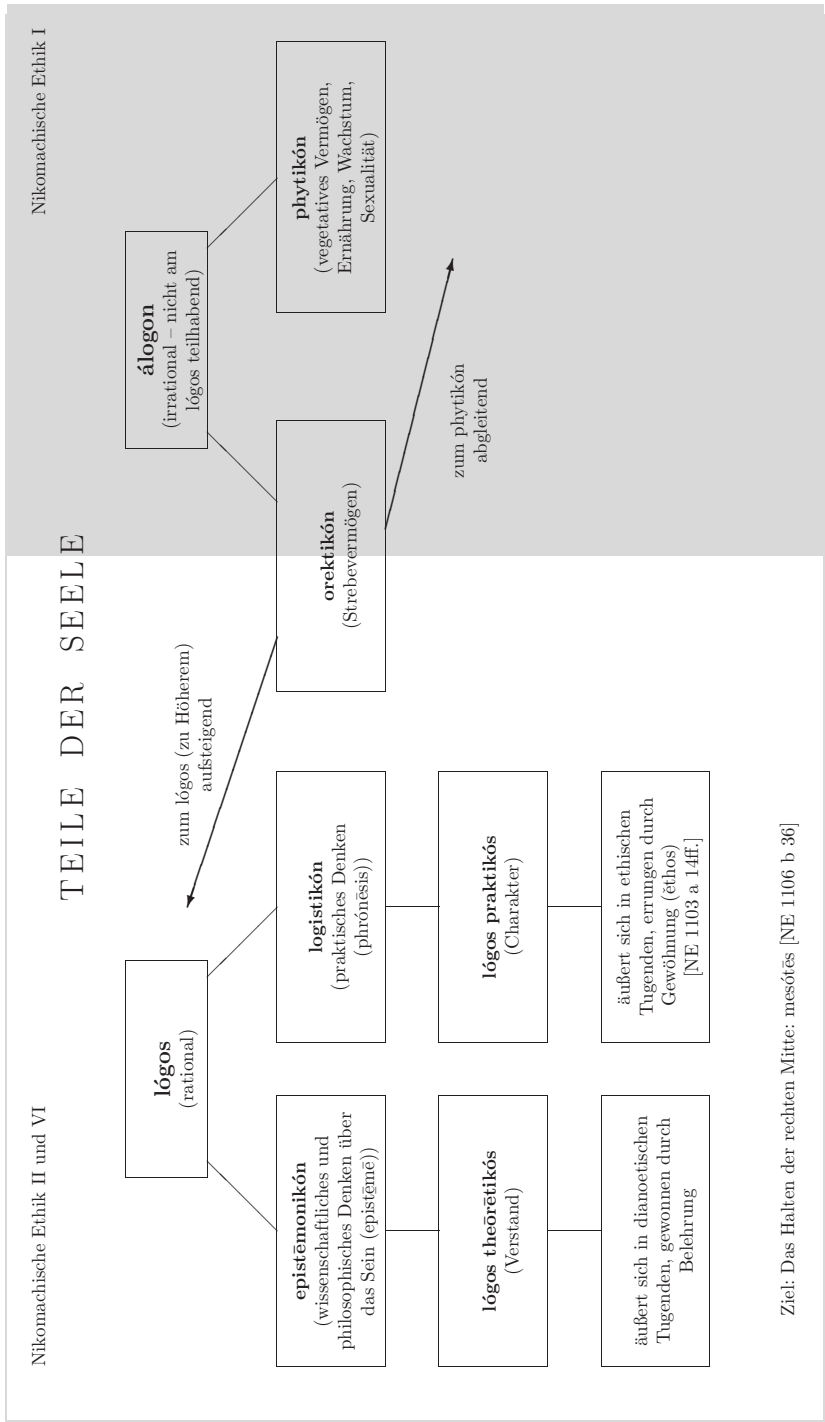 Nikomachische Ethik II und VI
Nikomachische Ethik I
TEILE DER SEELE
lógos
(rational)
álogon
(irrational – nicht am
lógos teilhabend)
zum lógos (zu Höherem)
aufsteigend
epistēmonikón
(wissenschaftliches und
philosophisches Denken über
das Sein (epistēmē))
logistikón
(praktisches Denken
(phrónēsis))
orektikón
(Strebevermögen)
phytikón
(vegetatives Vermögen,
Ernährung, Wachstum,
Sexualität)
zum phytikón
abgleitend
lógos theōrētikós
(Verstand)
lógos praktikós
(Charakter)
äußert sich in dianoetischen
Tugenden, gewonnen durch
Belehrung
äußert sich in ethischen
Tugenden, errungen durch
Gewöhnung (ěthos)
[NE 1103 a 14ff.]
Ziel: Das Halten der rechten Mitte: mesótēs [NE 1106 b 36]